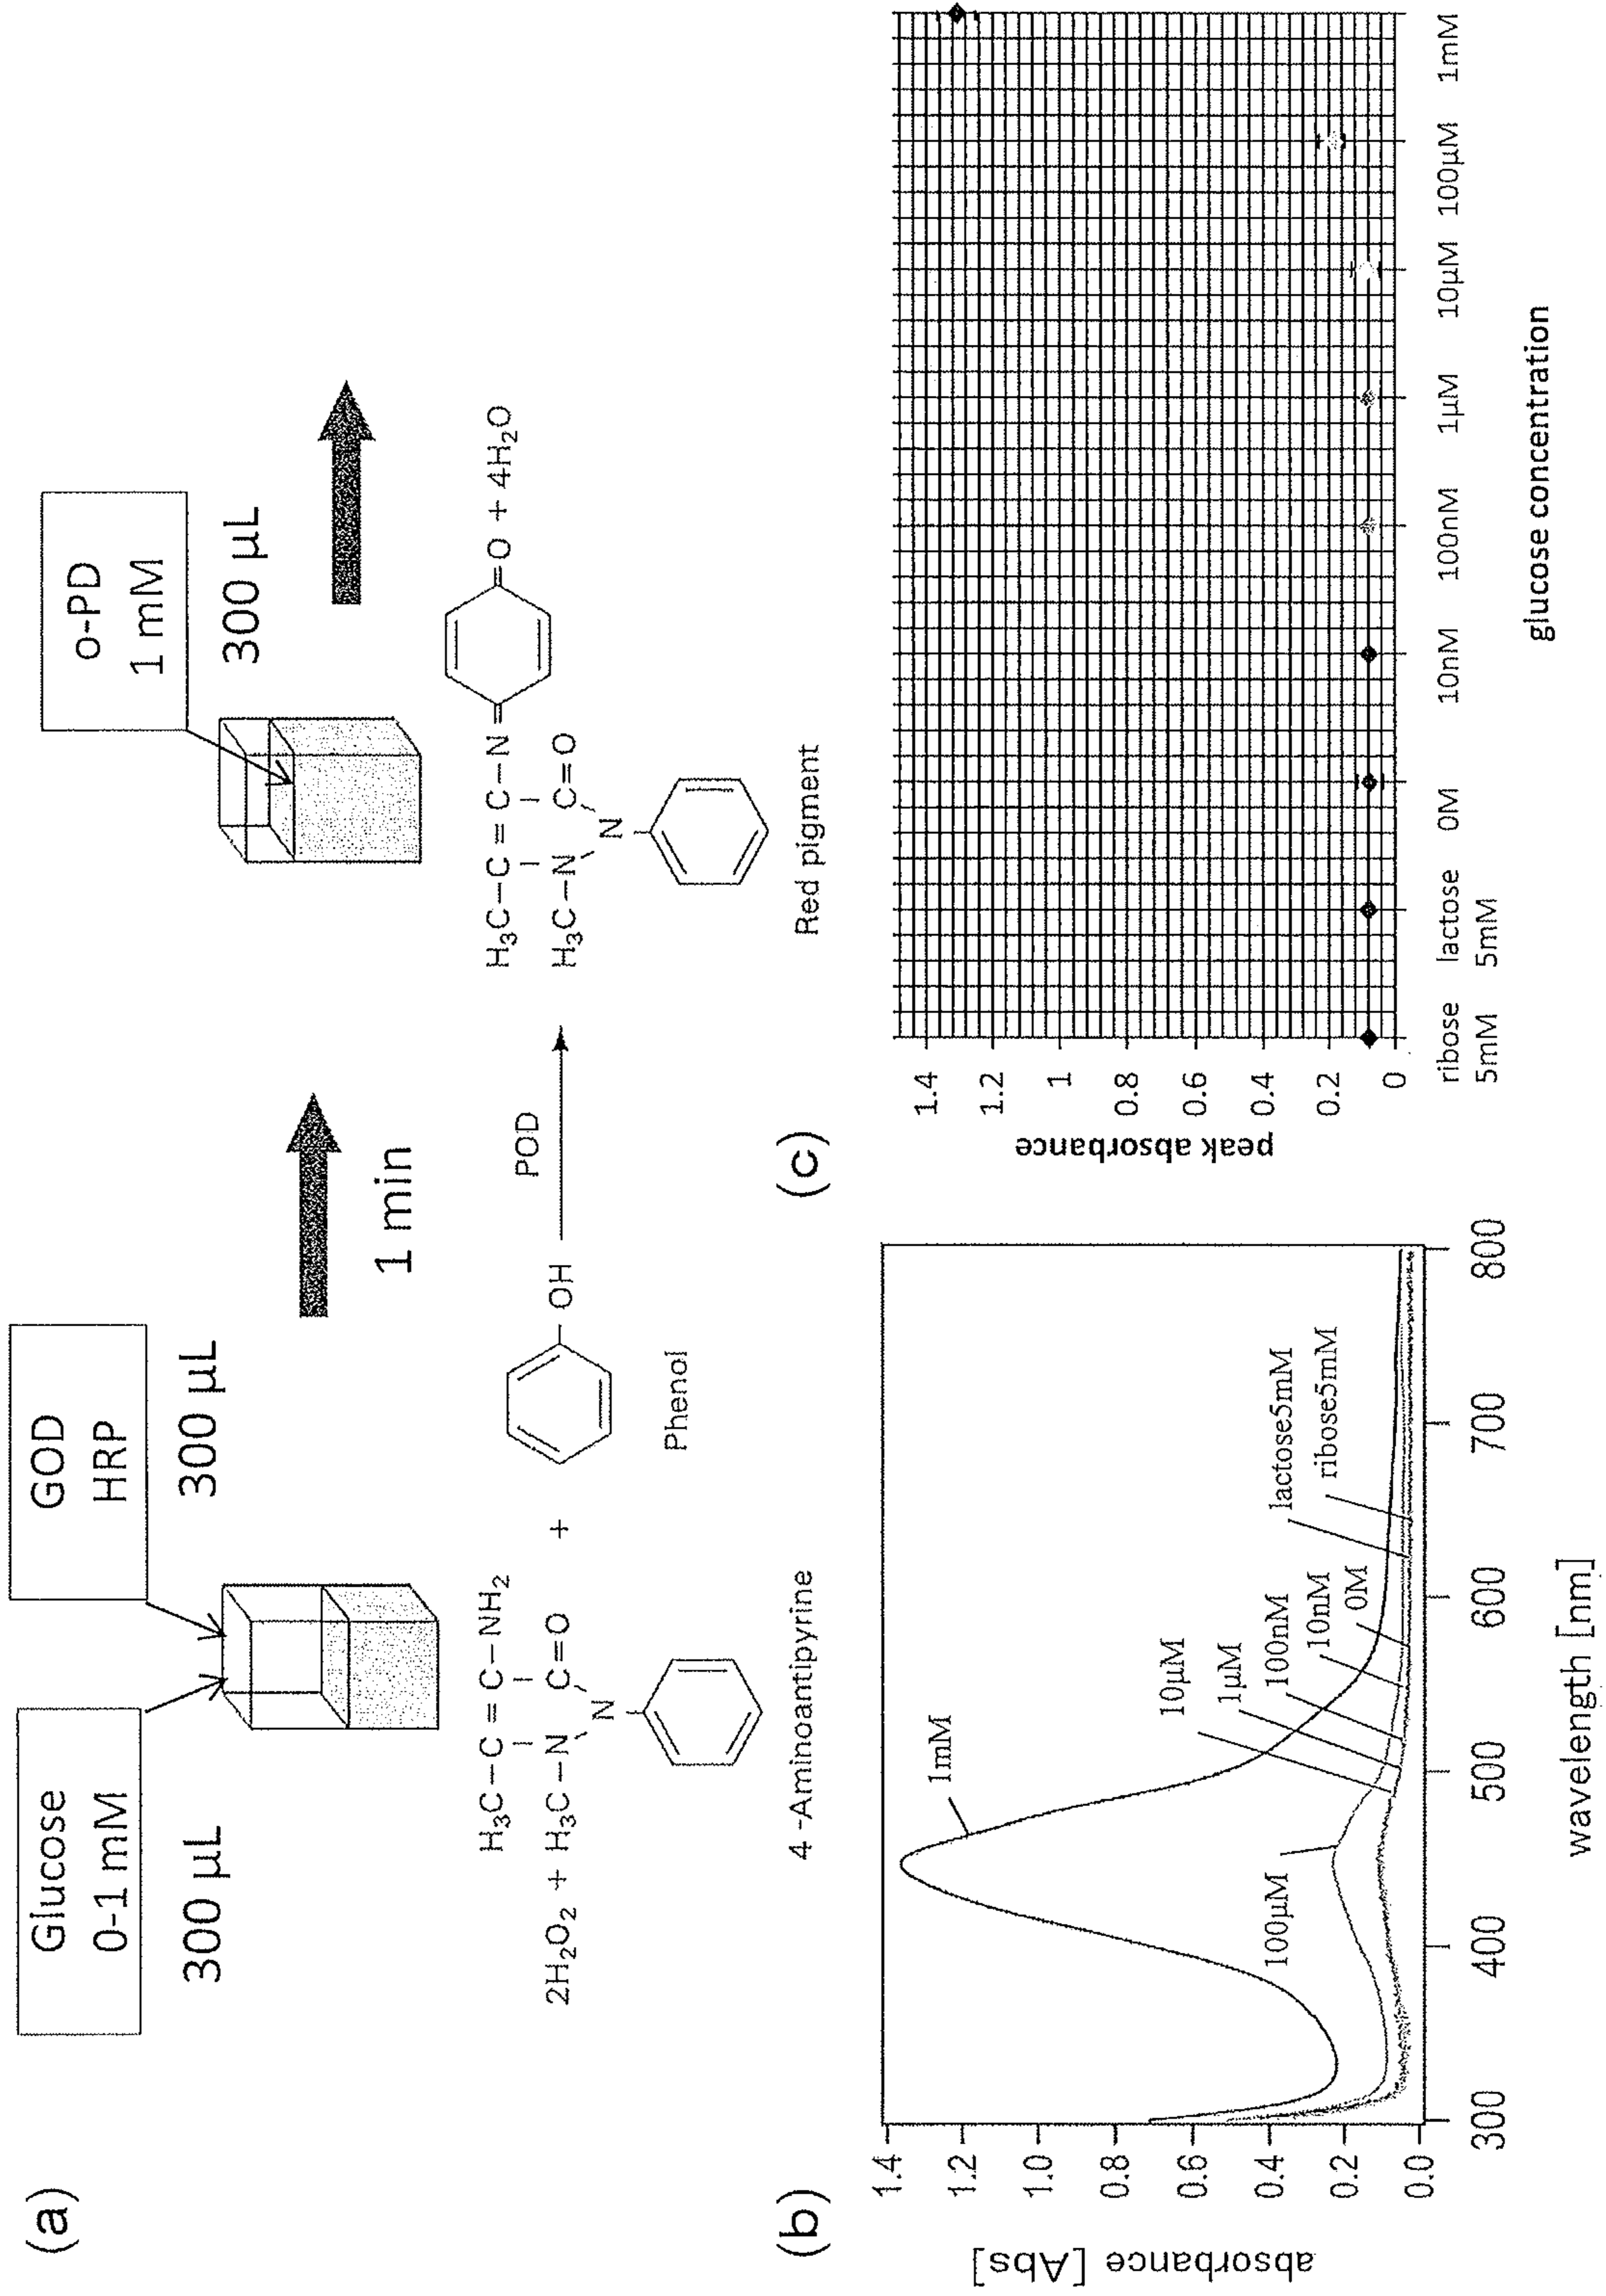 (a)
Glucose
0-1 mM
300 µL
GOD
HRP
300 µL
1 min
o-PD
1 mM
300 µL
2H₂O₂ + H₃C–C=C–NH₂
H₃C–N C=O
N
4-Aminoantipyrine
+
OH
Phenol
POD
H₃C–C=C–N=
=O + 4H₂O
H₃C–N C=O
N
Red pigment
(b)
absorbance [Abs]
1.4
1.2
1.0
0.8
0.6
0.4
0.2
0.0
1mM
100µM
10µM
1µM
100nM
10nM
0M
lactose5mM
ribose5mM
300 400 500 600 700 800
wavelength [nm]
(c)
peak absorbance
1.4
1.2
1
0.8
0.6
0.4
0.2
0
ribose lactose 0M 10nM 100nM 1µM 10µM 100µM 1mM
5mM 5mM
glucose concentration